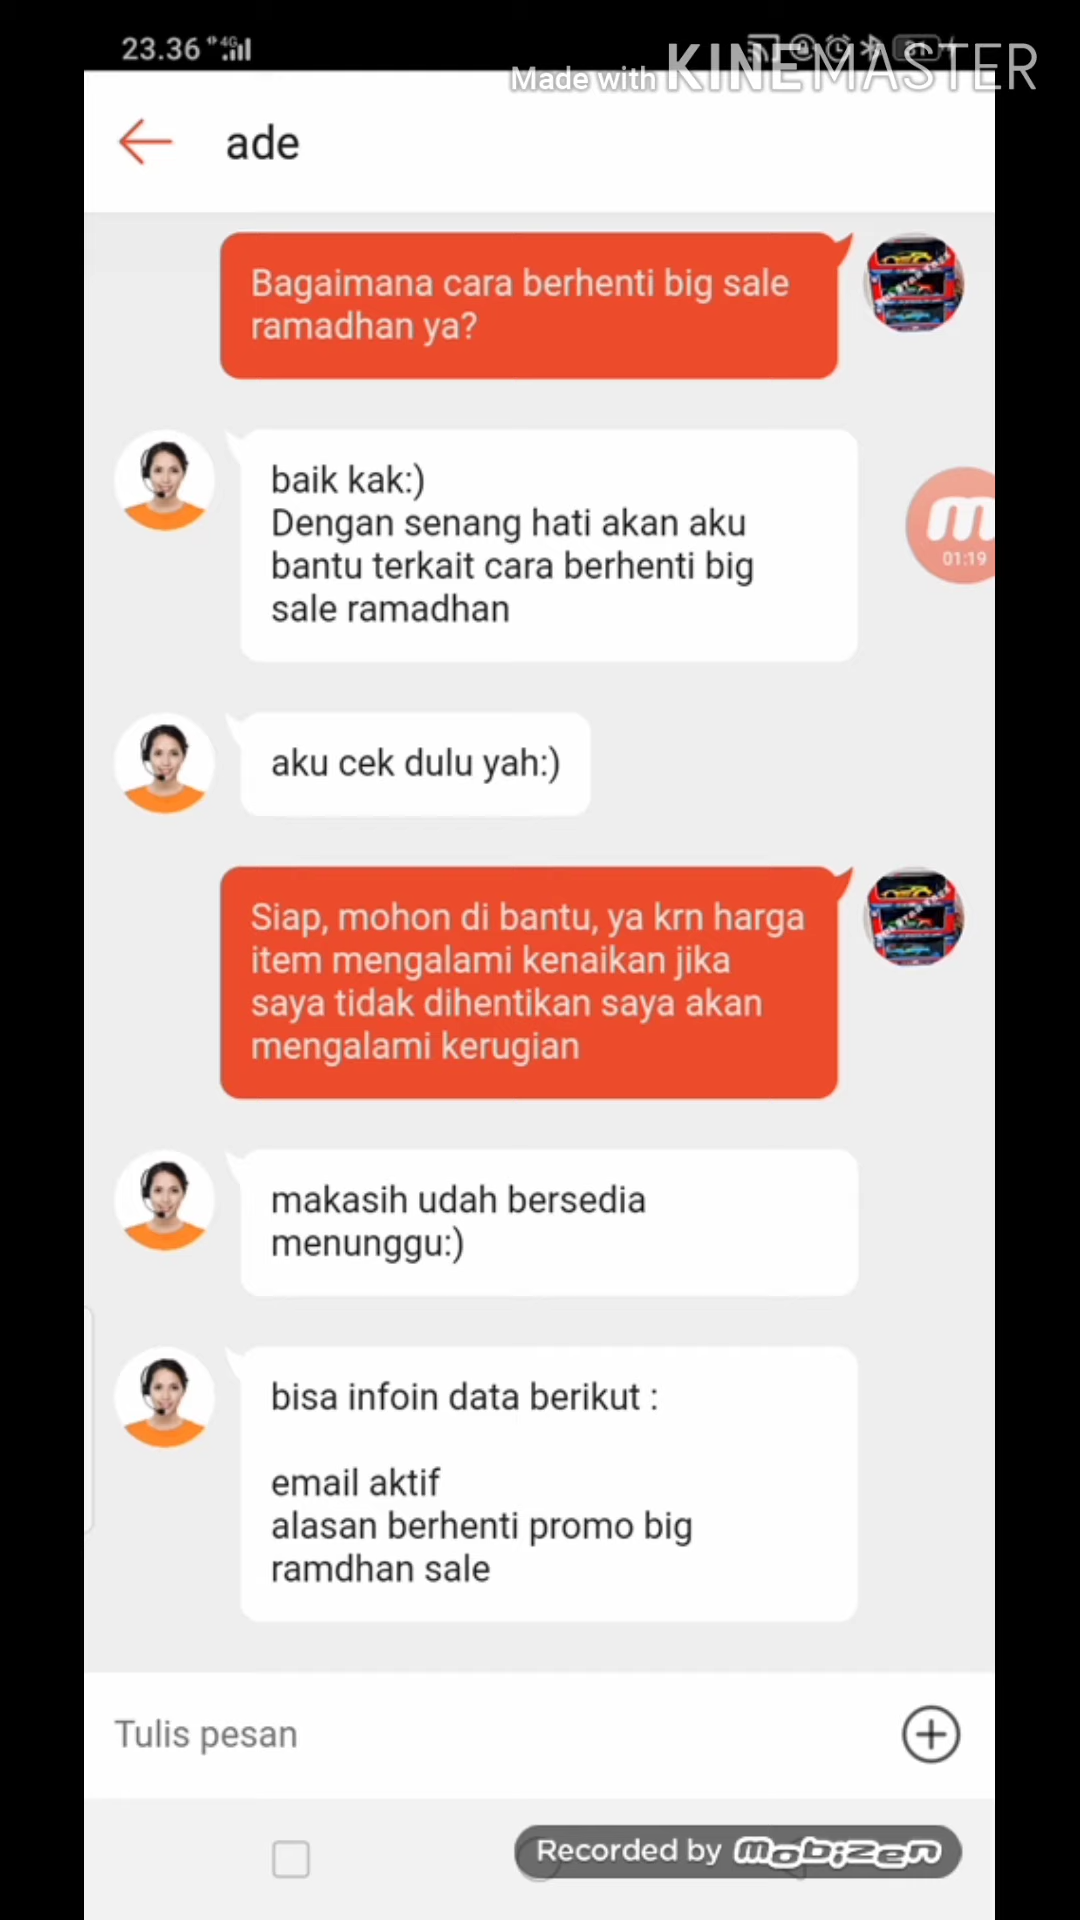 23.36
4G
Made with KINEMASTER
ade
Bagaimana cara berhenti big sale
ramadhan ya?
baik kak:)
Dengan senang hati akan aku
bantu terkait cara berhenti big
sale ramadhan
01:19
aku cek dulu yah:)
Siap, mohon di bantu, ya krn harga
item mengalami kenaikan jika
saya tidak dihentikan saya akan
mengalami kerugian
makasih udah bersedia
menunggu:)
bisa infoin data berikut :
email aktif
alasan berhenti promo big
ramdhan sale
Tulis pesan
Recorded by mobizen